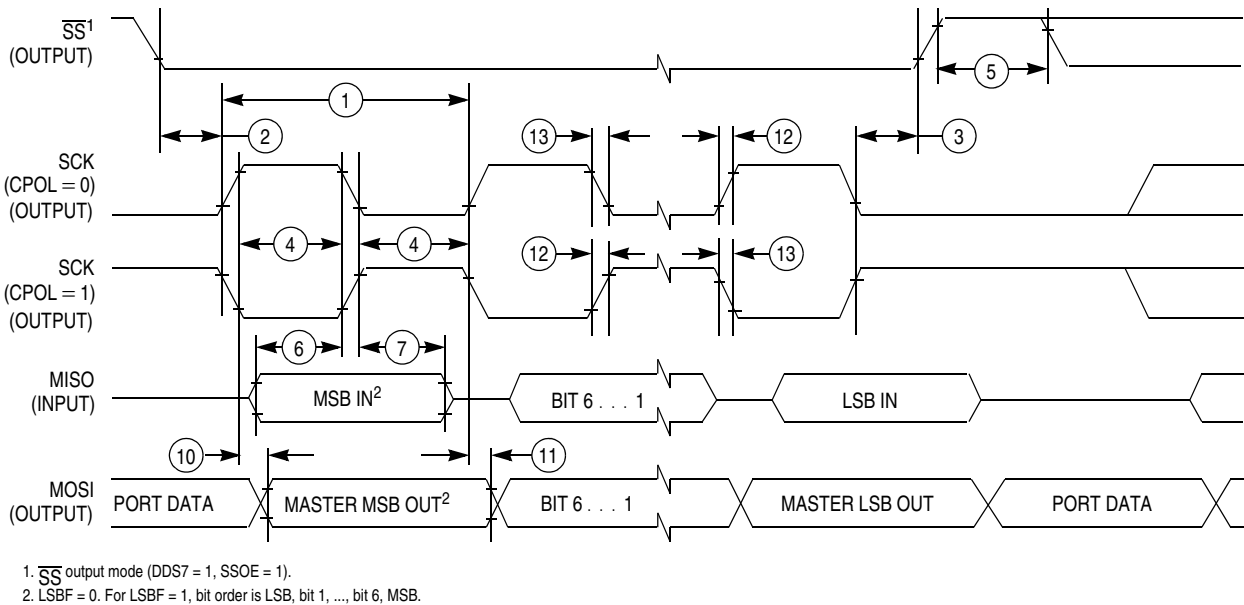 SS¹
(OUTPUT)
5
1
2
13
12
3
SCK
(CPOL = 0)
(OUTPUT)
4
4
12
13
SCK
(CPOL = 1)
(OUTPUT)
6
7
MISO
(INPUT)
MSB IN²
BIT 6 . . . 1
LSB IN
10
11
MOSI
(OUTPUT)
PORT DATA
MASTER MSB OUT²
BIT 6 . . . 1
MASTER LSB OUT
PORT DATA
1. SS output mode (DDS7 = 1, SSOE = 1).
2. LSBF = 0. For LSBF = 1, bit order is LSB, bit 1, ..., bit 6, MSB.